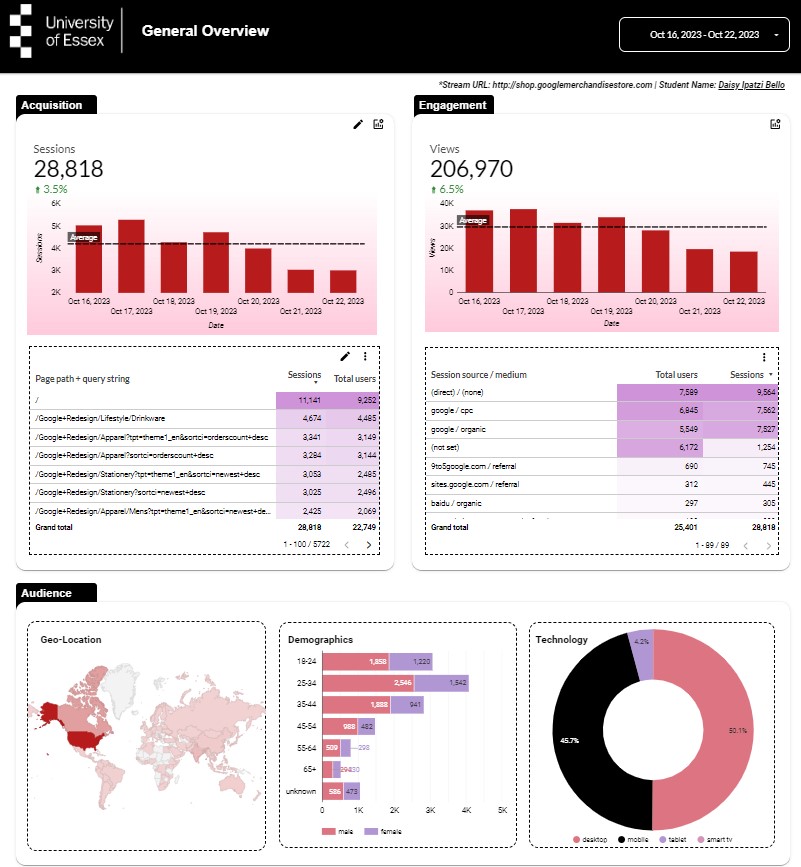 University
of Essex
General Overview
Oct 16, 2023 - Oct 22, 2023
*Stream URL: http://shop.googlemerchandisestore.com | Student Name: Daisy Ipatzi Bello
Acquisition
Sessions
28,818
3.5%
6K
5K
4K
3K
2K
Sessions
Average
Oct 16, 2023
Oct 17, 2023
Oct 18, 2023
Oct 19, 2023
Oct 20, 2023
Oct 21, 2023
Oct 22, 2023
Date
Page path + query string Sessions Total users
/ 11,141 9,252
/Google+Redesign/Lifestyle/Drinkware 4,674 4,485
/Google+Redesign/Apparel?tpt=theme1_en&sortci=orderscount+desc 3,341 3,149
/Google+Redesign/Apparel?sortci=orderscount+desc 3,284 3,144
/Google+Redesign/Stationery?tpt=theme1_en&sortci=newest+desc 3,053 2,485
/Google+Redesign/Stationery?sortci=newest+desc 3,025 2,496
/Google+Redesign/Apparel/Mens?tpt=theme1_en&sortci=newest+de... 2,425 2,069
Grand total 28,818 22,749
1 - 100 / 5722
Engagement
Views
206,970
6.5%
40K
30K
20K
10K
0
Views
Average
Oct 16, 2023
Oct 17, 2023
Oct 18, 2023
Oct 19, 2023
Oct 20, 2023
Oct 21, 2023
Oct 22, 2023
Date
Session source / medium Total users Sessions
(direct) / (none) 7,589 9,564
google / cpc 6,845 7,562
google / organic 5,549 7,527
(not set) 6,172 1,254
9to5google.com / referral 690 745
sites.google.com / referral 312 445
baidu / organic 297 305
Grand total 25,401 28,818
1 - 89 / 89
Audience
Geo-Location
Demographics
18-24 1,858 1,220
25-34 2,546 1,542
35-44 1,888 941
45-54 988 482
55-64 509 298
65+
unknown 586 473
0 1K 2K 3K 4K 5K
male female
Technology
4.2%
50.1%
45.7%
desktop mobile tablet smart tv